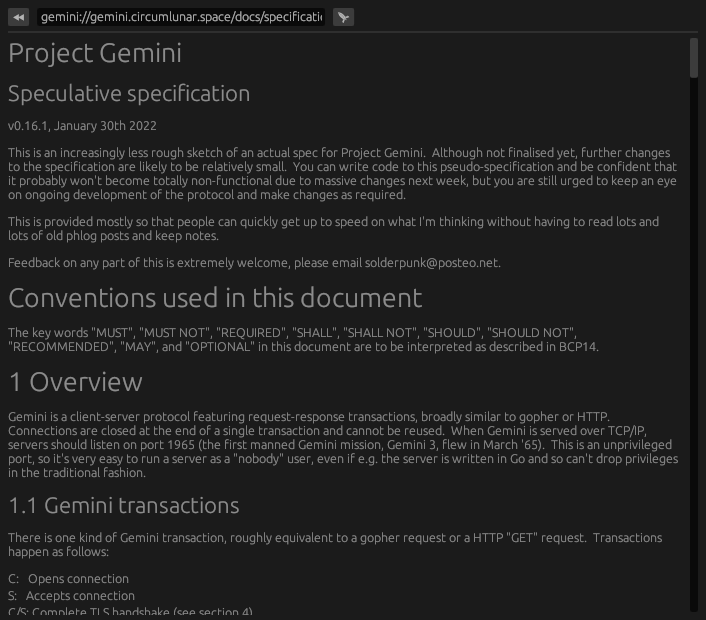 gemini://gemini.circumlunar.space/docs/specificati
Project Gemini
Speculative specification
v0.16.1, January 30th 2022
This is an increasingly less rough sketch of an actual spec for Project Gemini.  Although not finalised yet, further changes
to the specification are likely to be relatively small.  You can write code to this pseudo-specification and be confident that
it probably won't become totally non-functional due to massive changes next week, but you are still urged to keep an eye
on ongoing development of the protocol and make changes as required.
This is provided mostly so that people can quickly get up to speed on what I'm thinking without having to read lots and
lots of old phlog posts and keep notes.
Feedback on any part of this is extremely welcome, please email solderpunk@posteo.net.
Conventions used in this document
The key words "MUST", "MUST NOT", "REQUIRED", "SHALL", "SHALL NOT", "SHOULD", "SHOULD NOT",
"RECOMMENDED", "MAY", and "OPTIONAL" in this document are to be interpreted as described in BCP14.
1 Overview
Gemini is a client-server protocol featuring request-response transactions, broadly similar to gopher or HTTP.
Connections are closed at the end of a single transaction and cannot be reused.  When Gemini is served over TCP/IP,
servers should listen on port 1965 (the first manned Gemini mission, Gemini 3, flew in March '65).  This is an unprivileged
port, so it's very easy to run a server as a "nobody" user, even if e.g. the server is written in Go and so can't drop privileges
in the traditional fashion.
1.1 Gemini transactions
There is one kind of Gemini transaction, roughly equivalent to a gopher request or a HTTP "GET" request.  Transactions
happen as follows:
C:   Opens connection
S:   Accepts connection
C/S: Complete TLS handshake (see section 4)